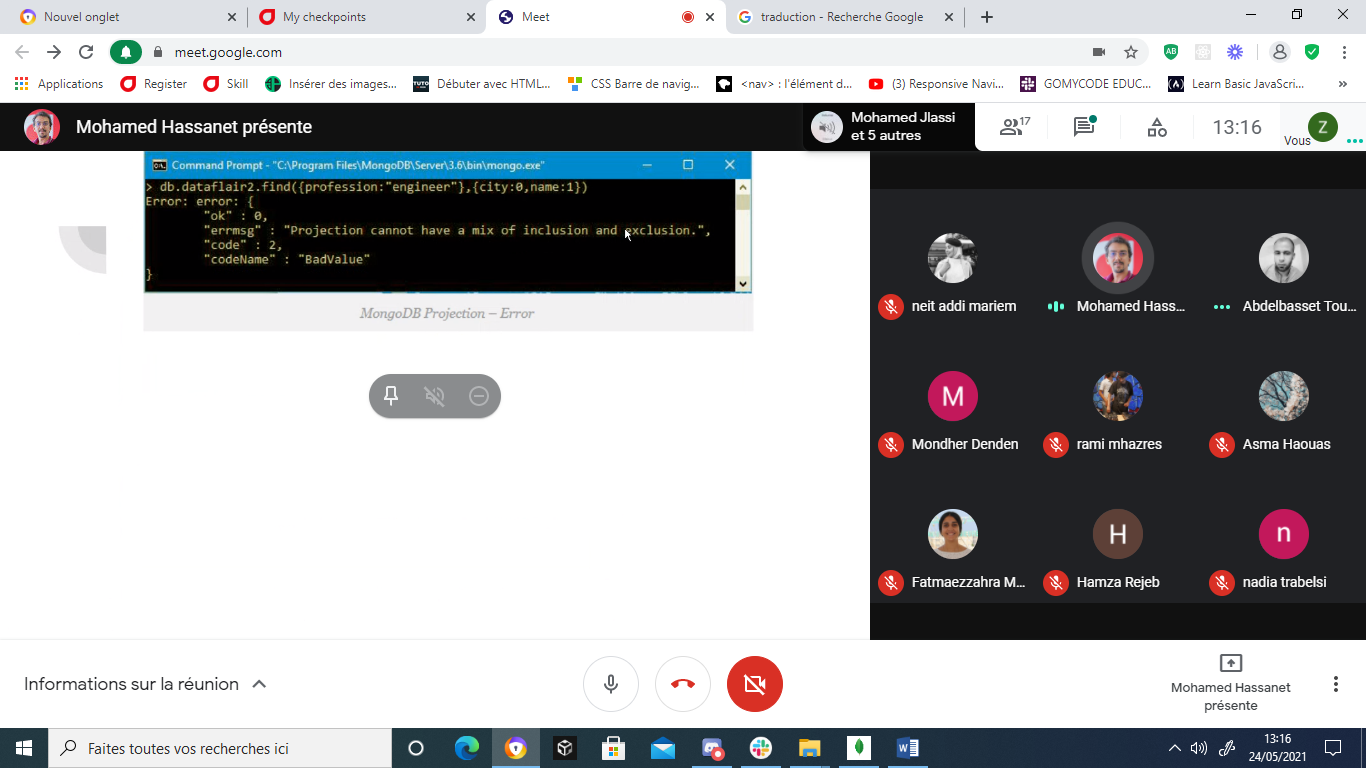 Nouvel onglet
My checkpoints
Meet
traduction - Recherche Google
meet.google.com
Applications
Register
Skill
Insérer des images...
TUTO
Débuter avec HTML...
CSS Barre de navig...
<nav> : l'élément d...
(3) Responsive Navi...
GOMYCODE EDUC...
Learn Basic JavaScri...
»
Mohamed Hassanet présente
Mohamed Jlassi
et 5 autres
17
13:16
Vous
Z
Command Prompt - "C:\Program Files\MongoDB\Server\3.6\bin\mongo.exe"
> db.dataflair2.find({profession:"engineer"},{city:0,name:1})
Error: error: {
"ok" : 0,
"errmsg" : "Projection cannot have a mix of inclusion and exclusion.",
"code" : 2,
"codeName" : "BadValue"
}
MongoDB Projection – Error
neit addi mariem
Mohamed Hass...
Abdelbasset Tou...
M
Mondher Denden
rami mhazres
Asma Haouas
Fatmaezzahra M...
H
Hamza Rejeb
n
nadia trabelsi
Informations sur la réunion
Mohamed Hassanet
présente
Faites toutes vos recherches ici
13:16
24/05/2021